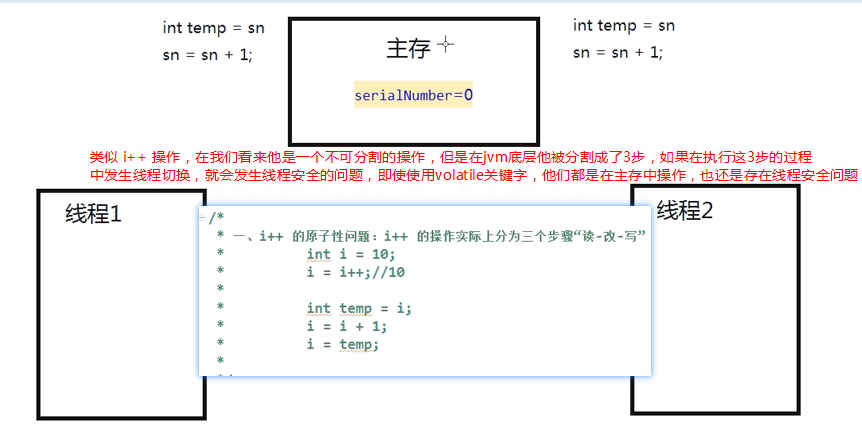 int temp = sn
sn = sn + 1;
主存
serialNumber=0
int temp = sn
sn = sn + 1;
类似 i++ 操作，在我们看来他是一个不可分割的操作，但是在jvm底层他被分割成了3步，如果在执行这3步的过程
中发生线程切换，就会发生线程安全的问题，即使使用volatile关键字，他们都是在主存中操作，也还是存在线程安全问题
线程1
线程2
/*
* 一、i++ 的原子性问题：i++ 的操作实际上分为三个步骤“读-改-写”
* int i = 10;
* i = i++;//10
*
* int temp = i;
* i = i + 1;
* i = temp;
*